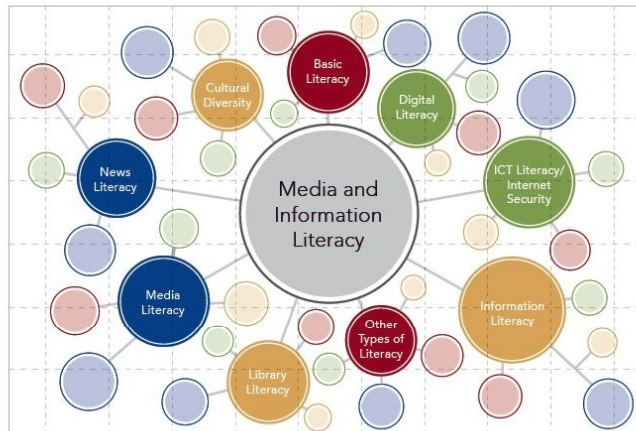 Basic
Literacy
Cultural
Diversity
Digital
Literacy
News
Literacy
ICT Literacy/
Internet
Security
Media and
Information
Literacy
Media
Literacy
Information
Literacy
Other
Types of
Literacy
Library
Literacy